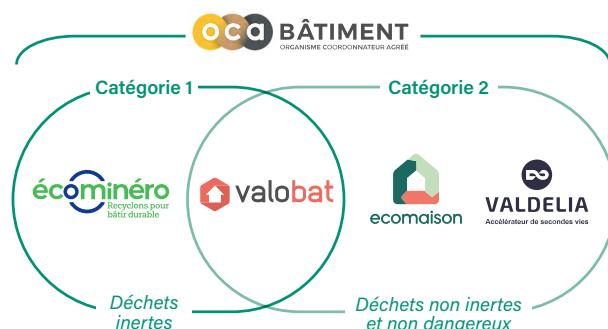 oca BÂTIMENT
ORGANISME COORDONNATEUR AGRÉÉ
Catégorie 1
Catégorie 2
écominéro
Recyclons pour
bâtir durable
valobat
ecomaison
VALDELIA
Accélérateur de secondes vies
Déchets
inertes
Déchets non inertes
et non dangereux